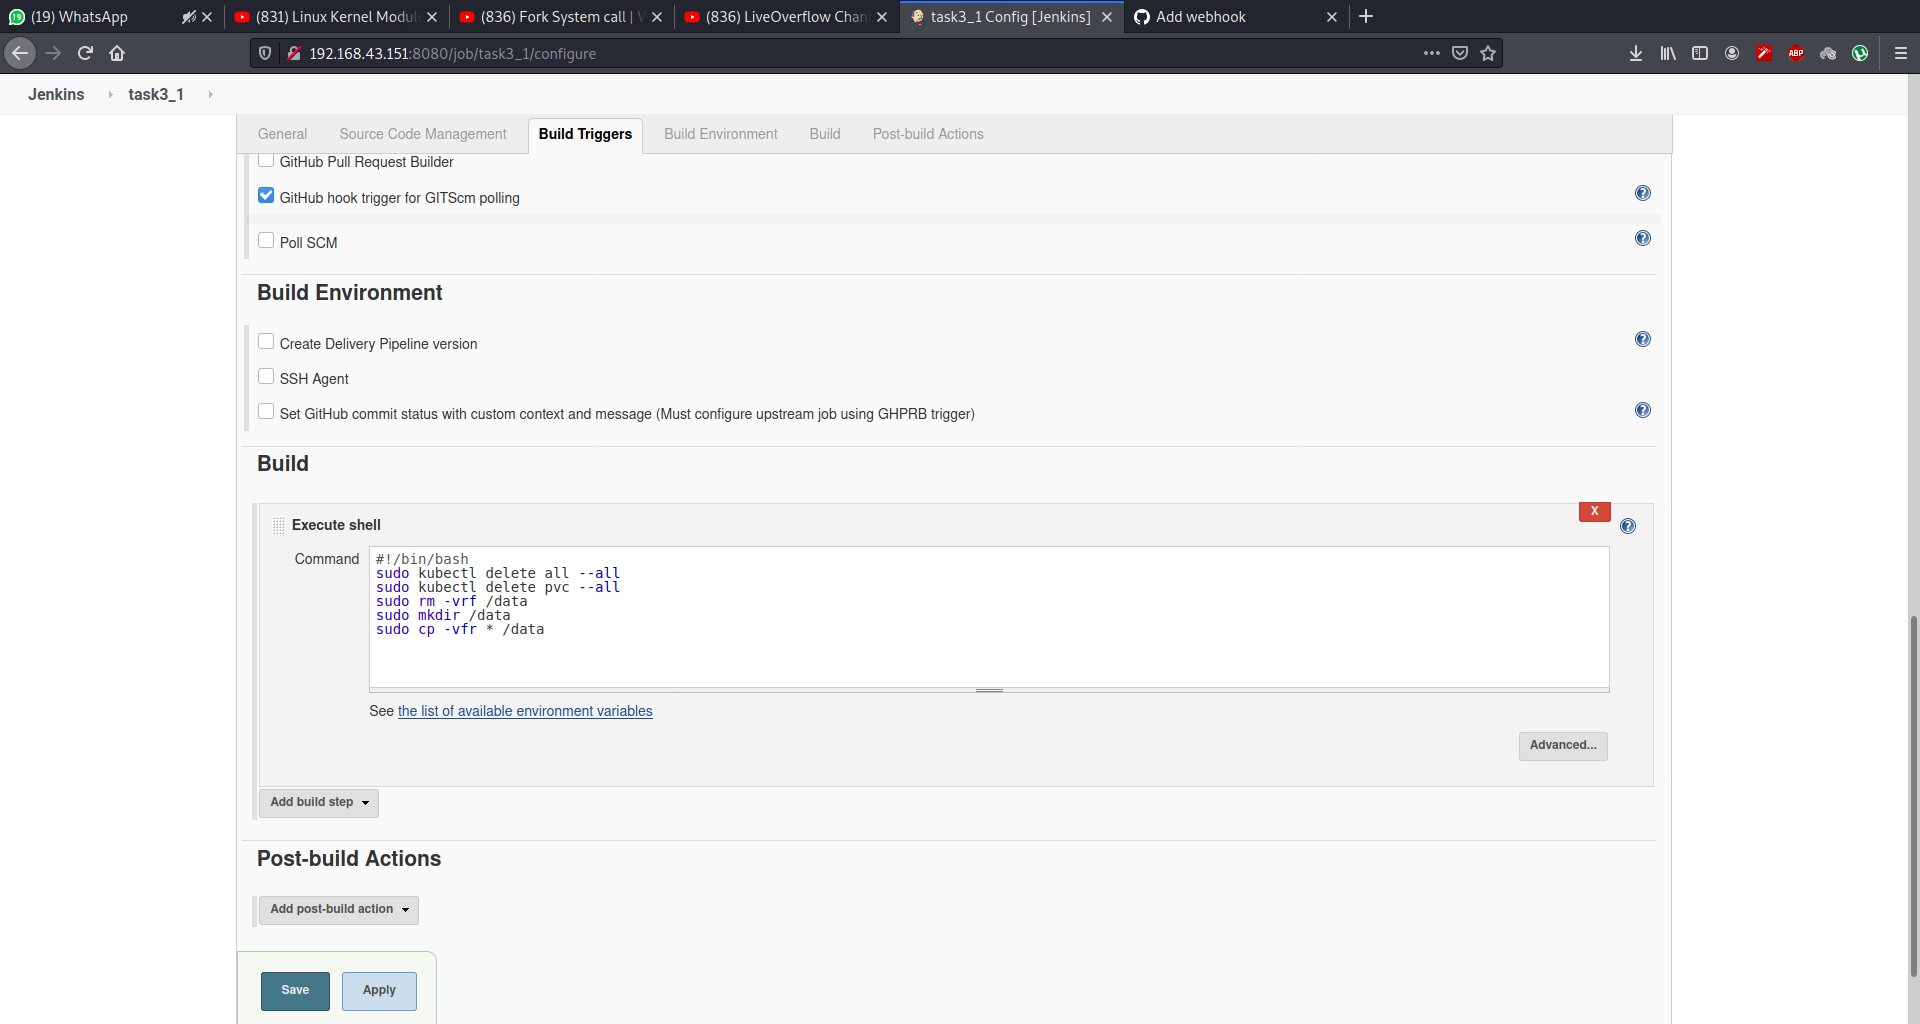 (19) WhatsApp
(831) Linux Kernel Modul
(836) Fork System call |
(836) LiveOverflow Chan
task3_1 Config [Jenkins]
Add webhook
192.168.43.151:8080/job/task3_1/configure
ABP
Jenkins
task3_1
General
Source Code Management
Build Triggers
Build Environment
Build
Post-build Actions
GitHub Pull Request Builder
GitHub hook trigger for GITScm polling
Poll SCM
Build Environment
Create Delivery Pipeline version
SSH Agent
Set GitHub commit status with custom context and message (Must configure upstream job using GHPRB trigger)
Build
X
Execute shell
Command
#!/bin/bash
sudo kubectl delete all --all
sudo kubectl delete pvc --all
sudo rm -vrf /data
sudo mkdir /data
sudo cp -vfr * /data
See the list of available environment variables
Advanced...
Add build step
Post-build Actions
Add post-build action
Save
Apply